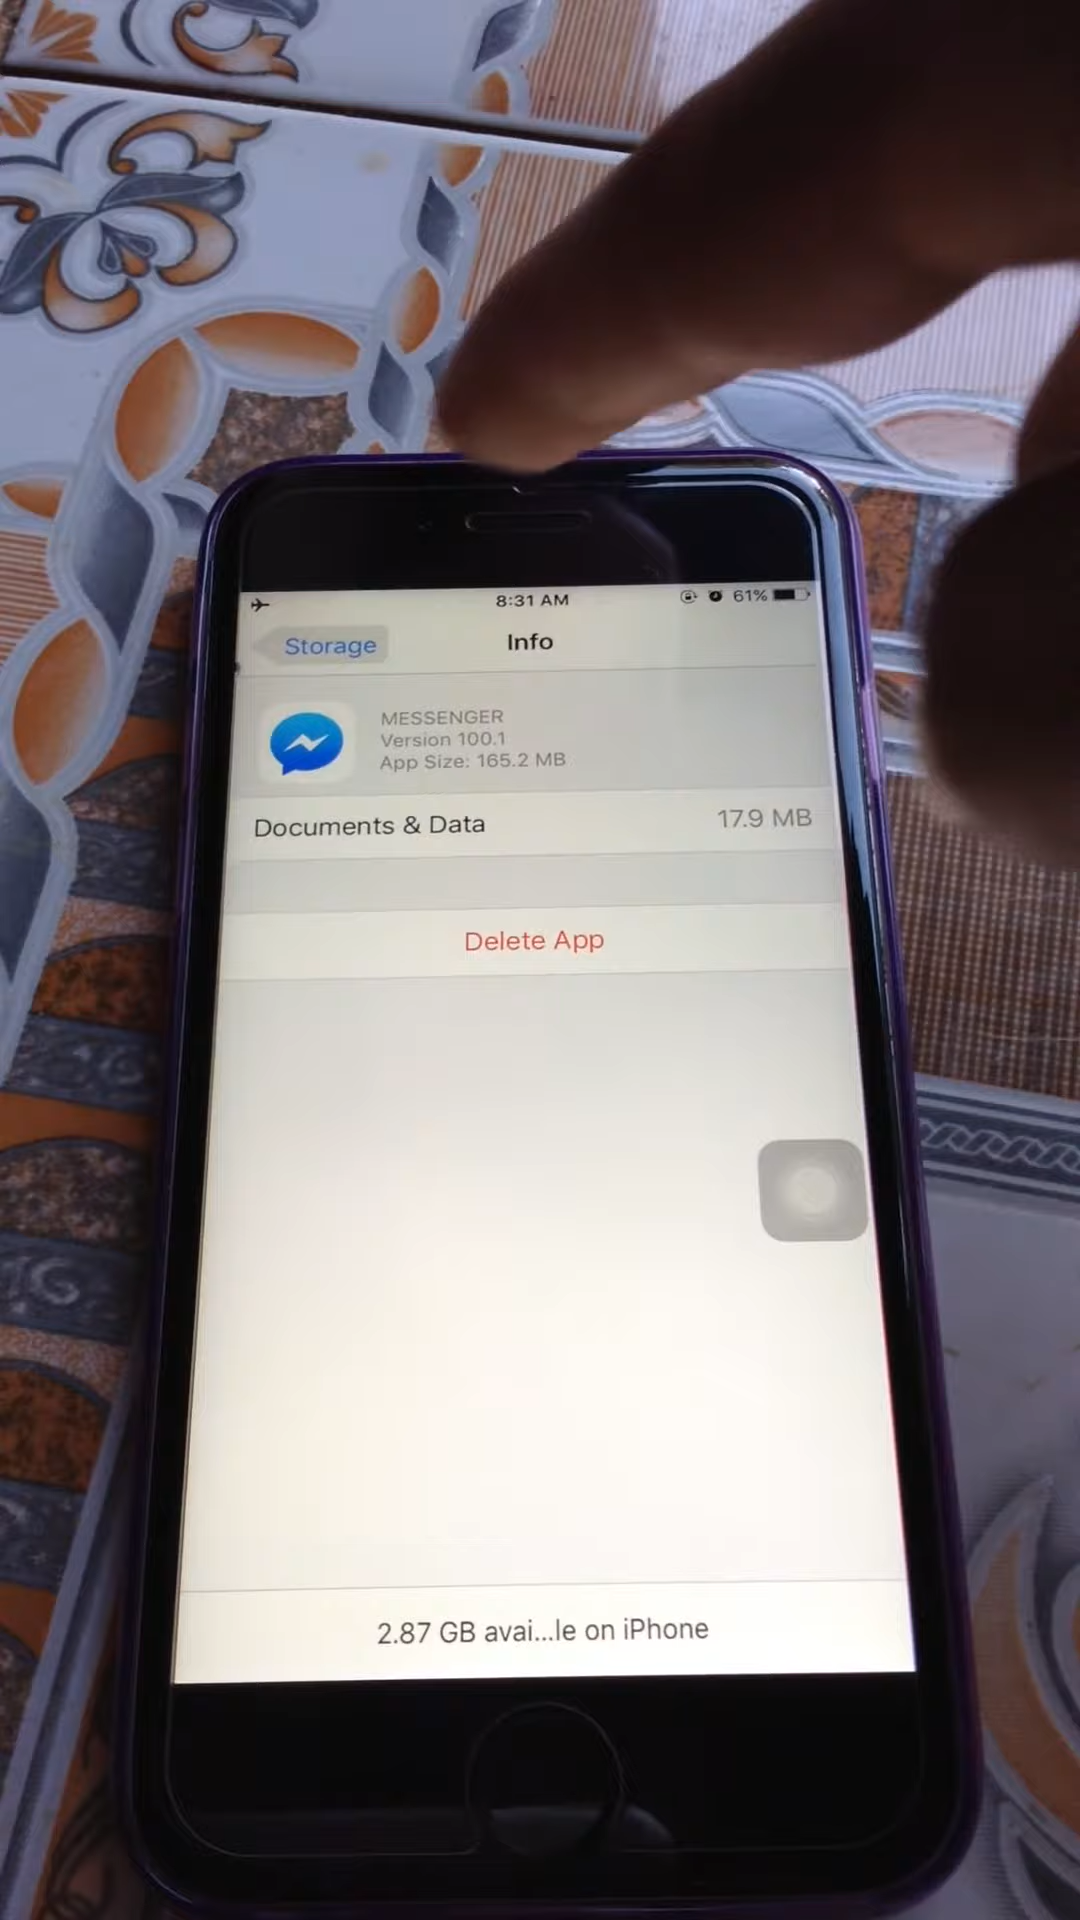 8:31 AM 61%
Storage Info
MESSENGER
Version 100.1
App Size: 165.2 MB
Documents & Data 17.9 MB
Delete App
2.87 GB avai...le on iPhone